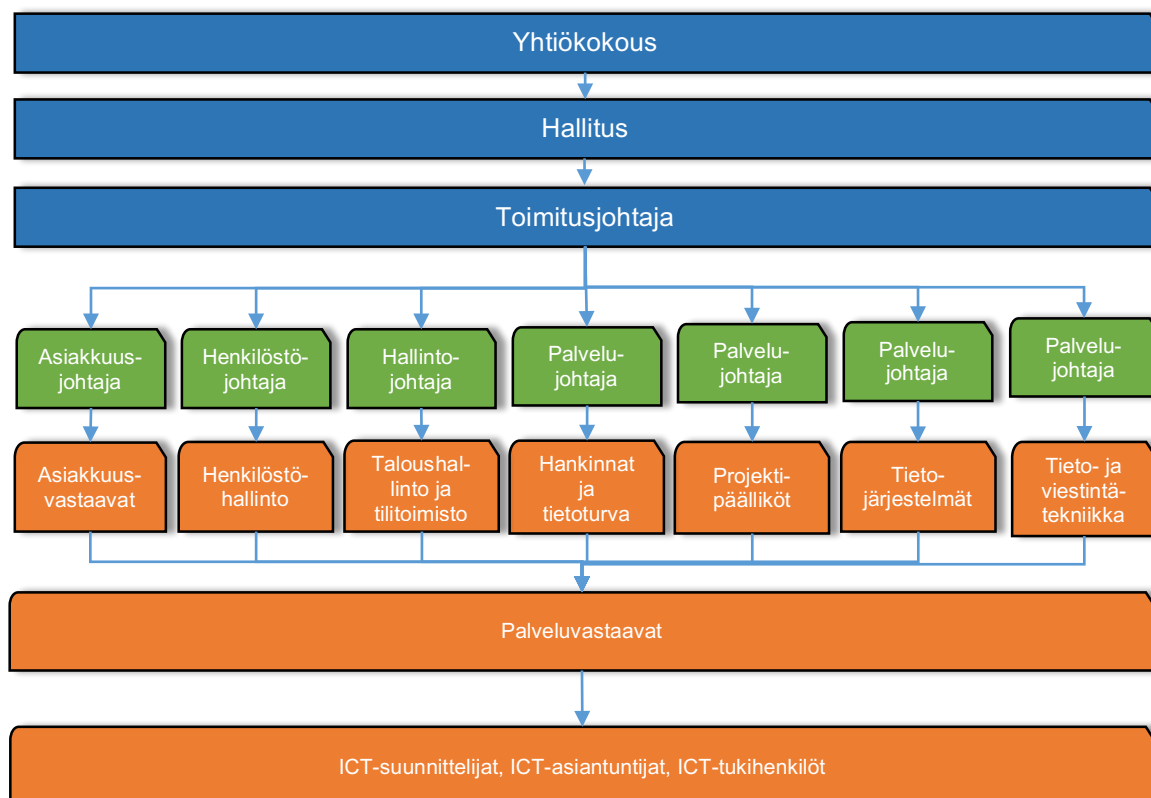 Yhtiökokous
Hallitus
Toimitusjohtaja
Asiakkuus-
johtaja
Henkilöstö-
johtaja
Hallinto-
johtaja
Palvelu-
johtaja
Palvelu-
johtaja
Palvelu-
johtaja
Palvelu-
johtaja
Asiakkuus-
vastaavat
Henkilöstö-
hallinto
Taloushal-
linto ja
tilitoimisto
Hankinnat
ja
tietoturva
Projekti-
päälliköt
Tieto-
järjestelmät
Tieto- ja
viestintä-
tekniikka
Palveluvastaavat
ICT-suunnittelijat, ICT-asiantuntijat, ICT-tukihenkilöt